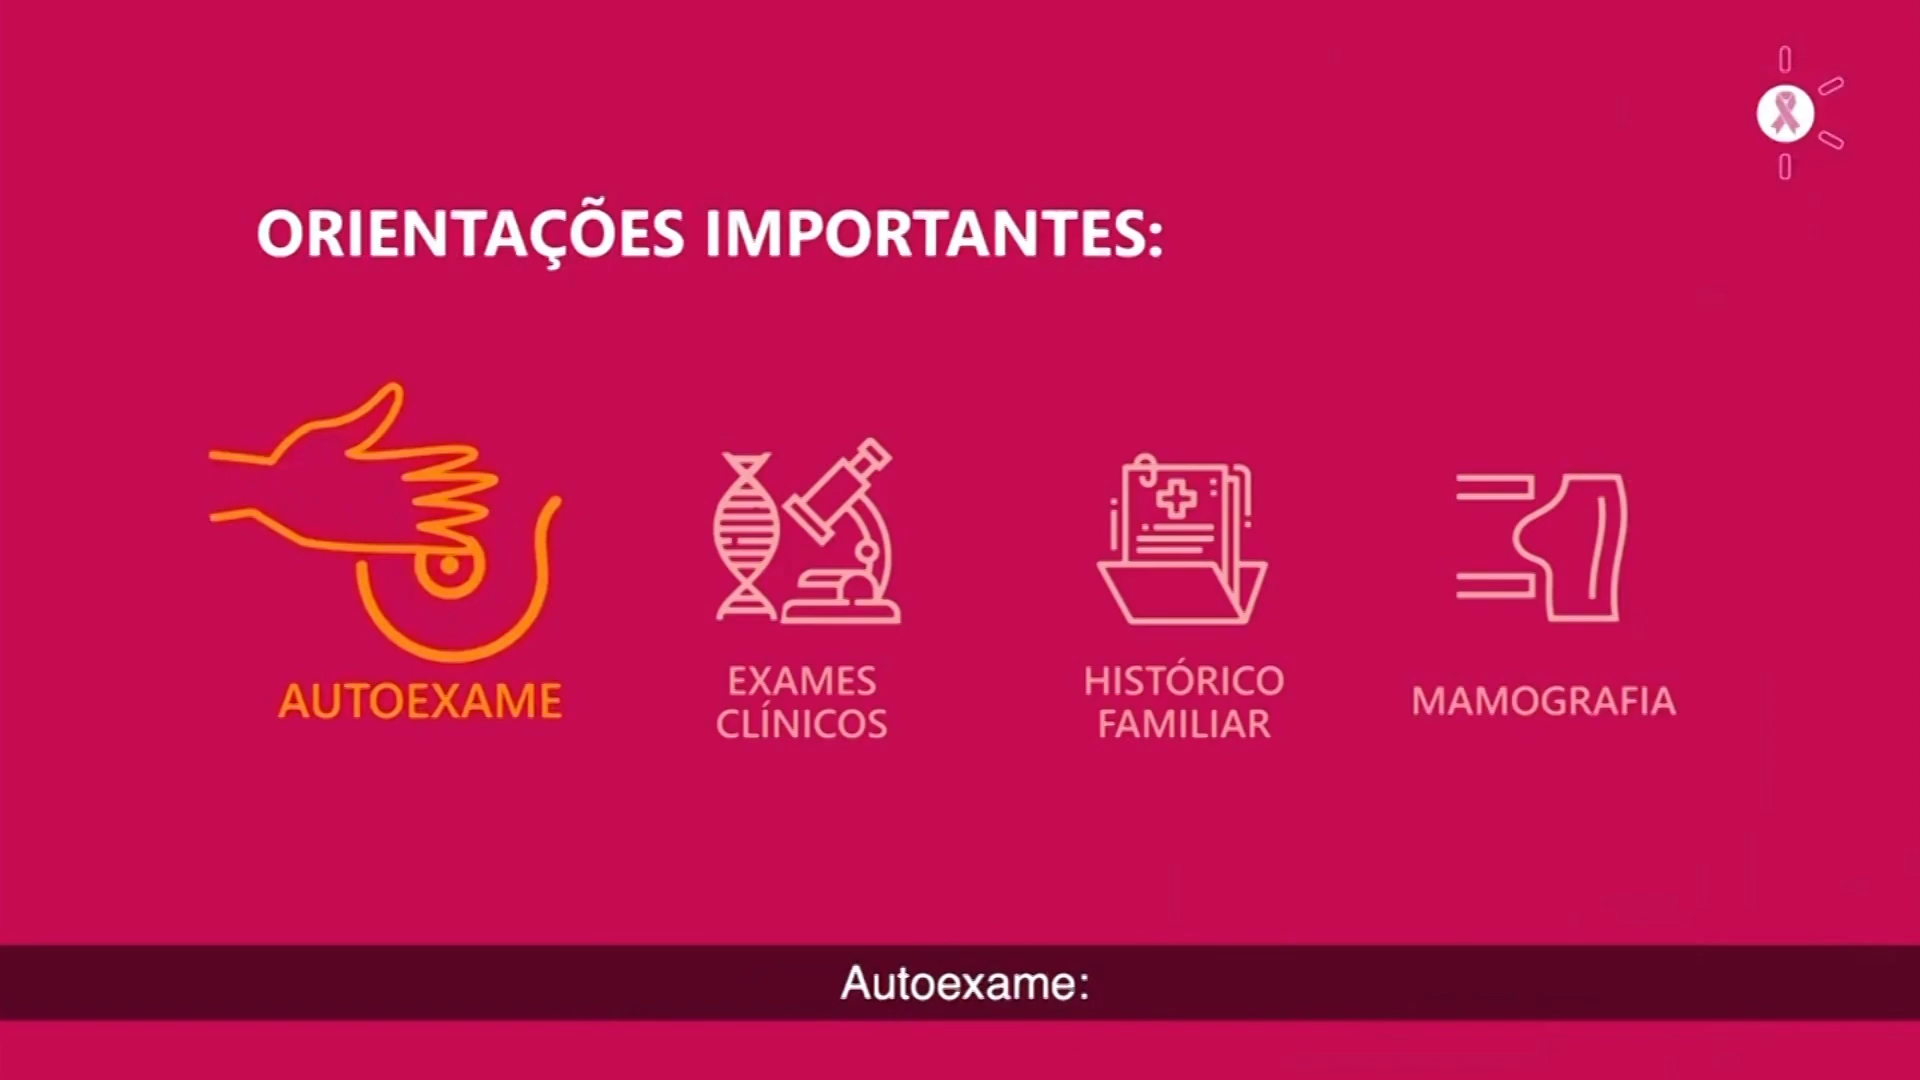 ORIENTAÇÕES IMPORTANTES:
AUTOEXAME
EXAMES
CLÍNICOS
HISTÓRICO
FAMILIAR
MAMOGRAFIA
Autoexame: